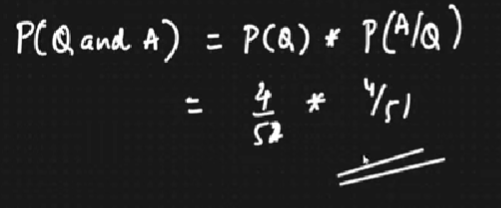 P(Q and A) = P(Q) * P(A/Q)
= 4/52 * 4/51